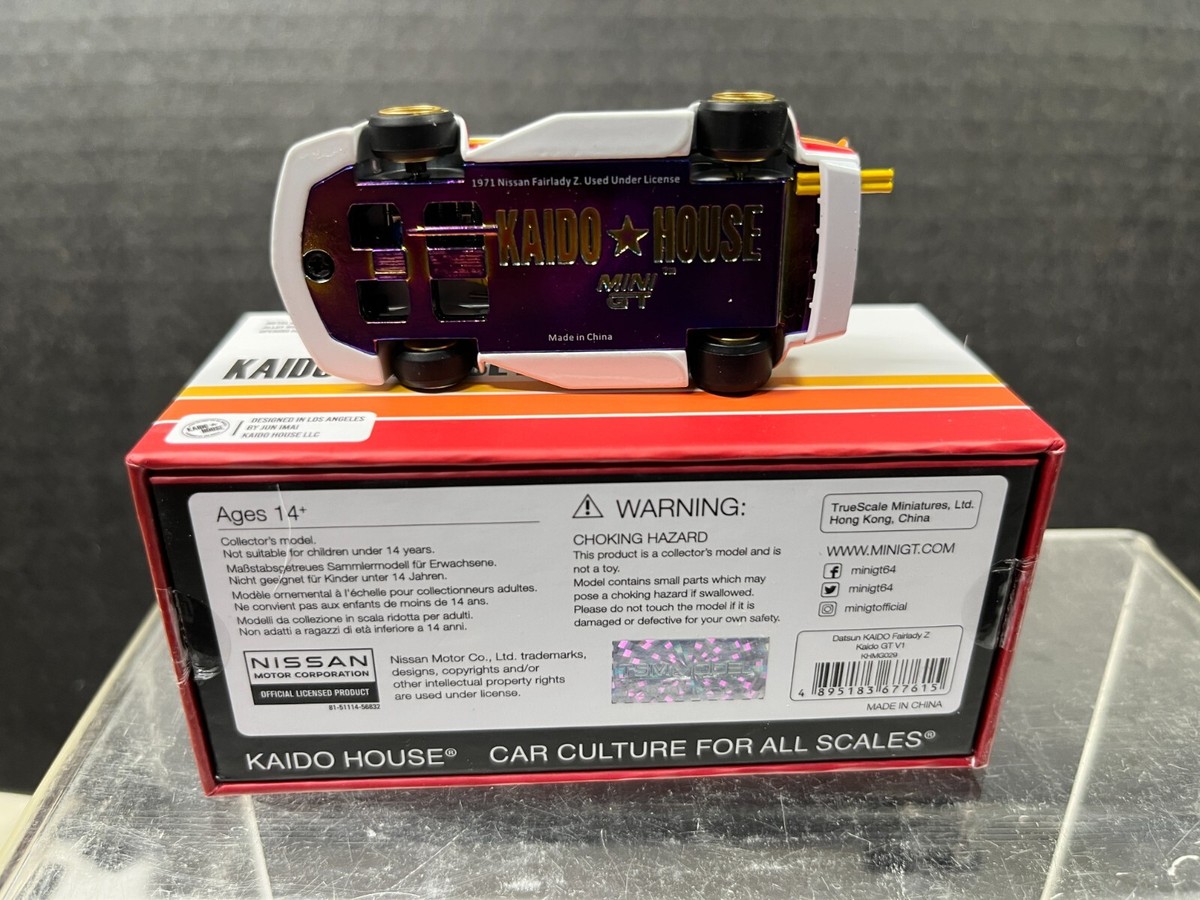 1971 Nissan Fairlady Z. Used Under License
KAIDO ★ HOUSE
MINI
GT
Made in China
KAIDO
DESIGNED IN LOS ANGELES
BY JUN IMAI
KAIDO HOUSE LLC
KAIDO
HOUSE
Ages 14+
Collector's model.
Not suitable for children under 14 years.
Maßstabsgetreues Sammlermodell für Erwachsene.
Nicht geeignet für Kinder unter 14 Jahren.
Modèle ornemental à l'échelle pour collectionneurs adultes.
Ne convient pas aux enfants de moins de 14 ans.
Modelli da collezione in scala ridotta per adulti.
Non adatti a ragazzi di età inferiore a 14 anni.
NISSAN
MOTOR CORPORATION
OFFICIAL LICENSED PRODUCT
81-51114-56832
Nissan Motor Co., Ltd. trademarks,
designs, copyrights and/or
other intellectual property rights
are used under license.
WARNING:
CHOKING HAZARD
This product is a collector's model and is
not a toy.
Model contains small parts which may
pose a choking hazard if swallowed.
Please do not touch the model if it is
damaged or defective for your own safety.
TrueScale Miniatures, Ltd.
Hong Kong, China
WWW.MINIGT.COM
minigt64
minigt64
minigtofficial
Datsun KAIDO Fairlady Z
Kaido GT V1
KHMG029
4 895183 677615
MADE IN CHINA
KAIDO HOUSE® CAR CULTURE FOR ALL SCALES®